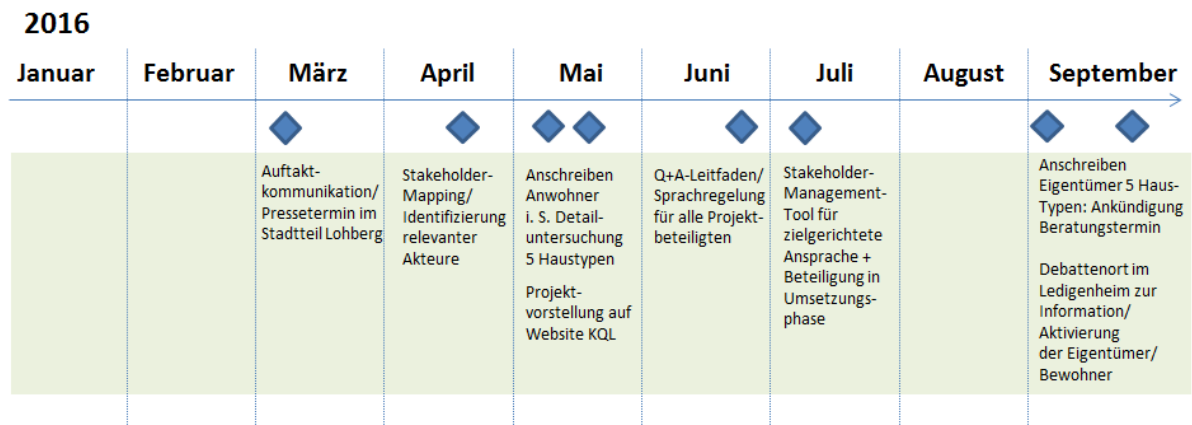 2016
Januar
Februar
März
April
Mai
Juni
Juli
August
September
Auftakt-
kommunikation/
Pressetermin im
Stadtteil Lohberg
Stakeholder-
Mapping/
Identifizierung
relevanter
Akteure
Anschreiben
Anwohner
i. S. Detail-
untersuchung
5 Haustypen
Projekt-
vorstellung auf
Website KQL
Q+A-Leitfaden/
Sprachregelung
für alle Projekt-
beteiligten
Stakeholder-
Management-
Tool für
zielgerichtete
Ansprache +
Beteiligung in
Umsetzungs-
phase
Anschreiben
Eigentümer 5 Haus-
Typen: Ankündigung
Beratungstermin
Debattenort im
Ledigenheim zur
Information/
Aktivierung
der Eigentümer/
Bewohner